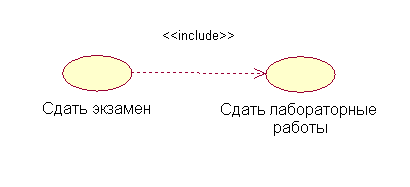 <<include>>
Сдать экзамен
Сдать лабораторные
работы